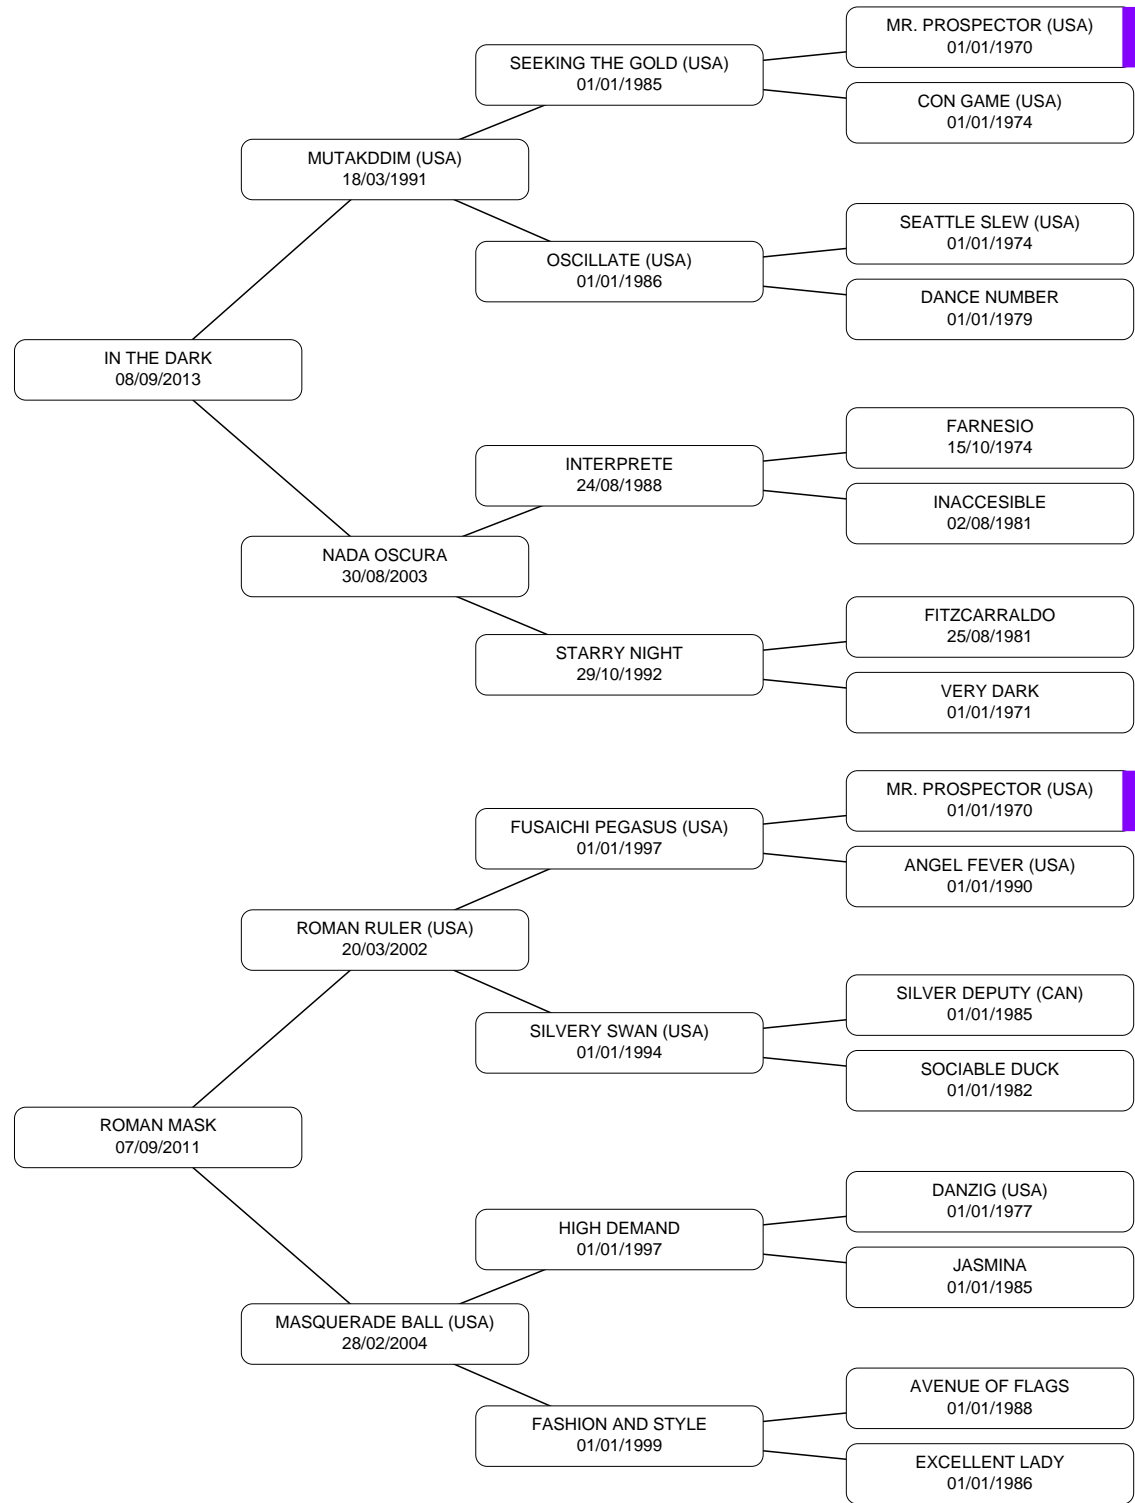 MR. PROSPECTOR (USA)
01/01/1970
SEEKING THE GOLD (USA)
01/01/1985
CON GAME (USA)
01/01/1974
MUTAKDDIM (USA)
18/03/1991
SEATTLE SLEW (USA)
01/01/1974
OSCILLATE (USA)
01/01/1986
DANCE NUMBER
01/01/1979
IN THE DARK
08/09/2013
FARNESIO
15/10/1974
INTERPRETE
24/08/1988
INACCESIBLE
02/08/1981
NADA OSCURA
30/08/2003
FITZCARRALDO
25/08/1981
STARRY NIGHT
29/10/1992
VERY DARK
01/01/1971
MR. PROSPECTOR (USA)
01/01/1970
FUSAICHI PEGASUS (USA)
01/01/1997
ANGEL FEVER (USA)
01/01/1990
ROMAN RULER (USA)
20/03/2002
SILVER DEPUTY (CAN)
01/01/1985
SILVERY SWAN (USA)
01/01/1994
SOCIABLE DUCK
01/01/1982
ROMAN MASK
07/09/2011
DANZIG (USA)
01/01/1977
HIGH DEMAND
01/01/1997
JASMINA
01/01/1985
MASQUERADE BALL (USA)
28/02/2004
AVENUE OF FLAGS
01/01/1988
FASHION AND STYLE
01/01/1999
EXCELLENT LADY
01/01/1986